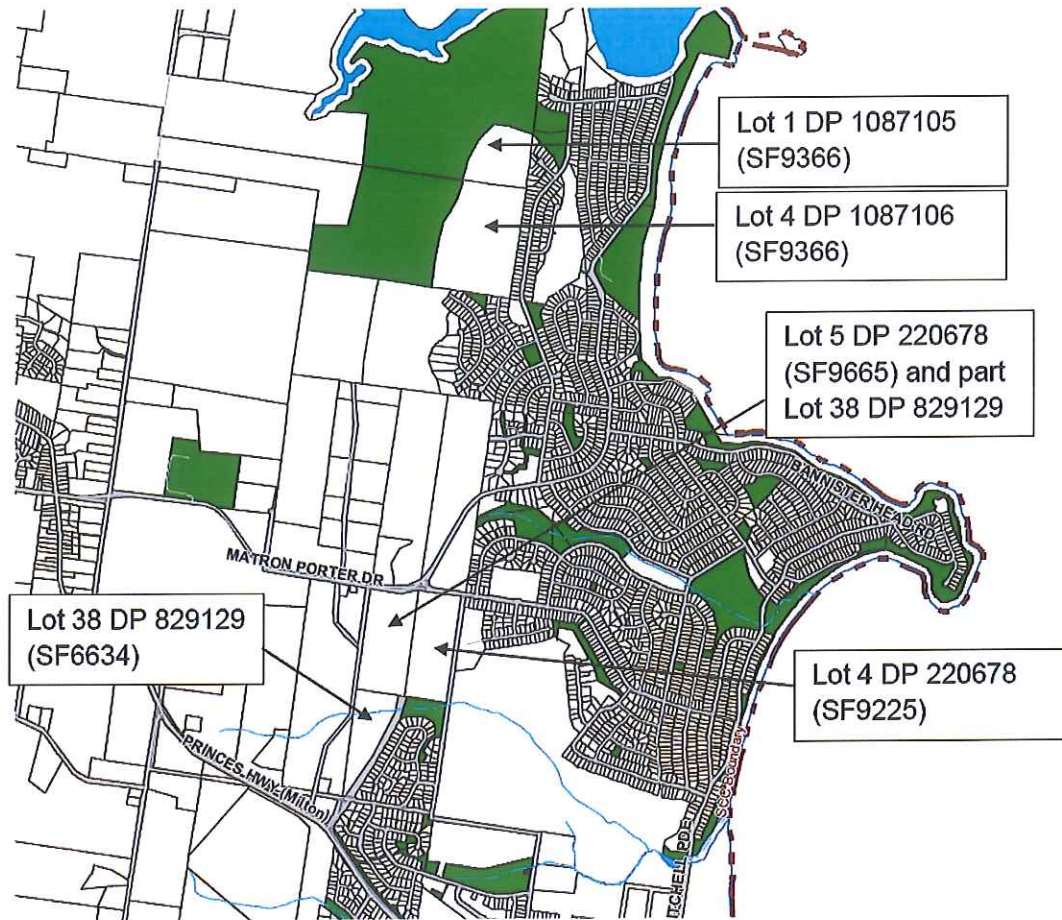 Lot 1 DP 1087105
(SF9366)
Lot 4 DP 1087106
(SF9366)
Lot 5 DP 220678
(SF9665) and part
Lot 38 DP 829129
BANNISTER HEAD RD
MATRON PORTER DR
Lot 38 DP 829129
(SF6634)
Lot 4 DP 220678
(SF9225)
PRINCES HWY (Milton)
SCC Boundary
TCHELL PDE